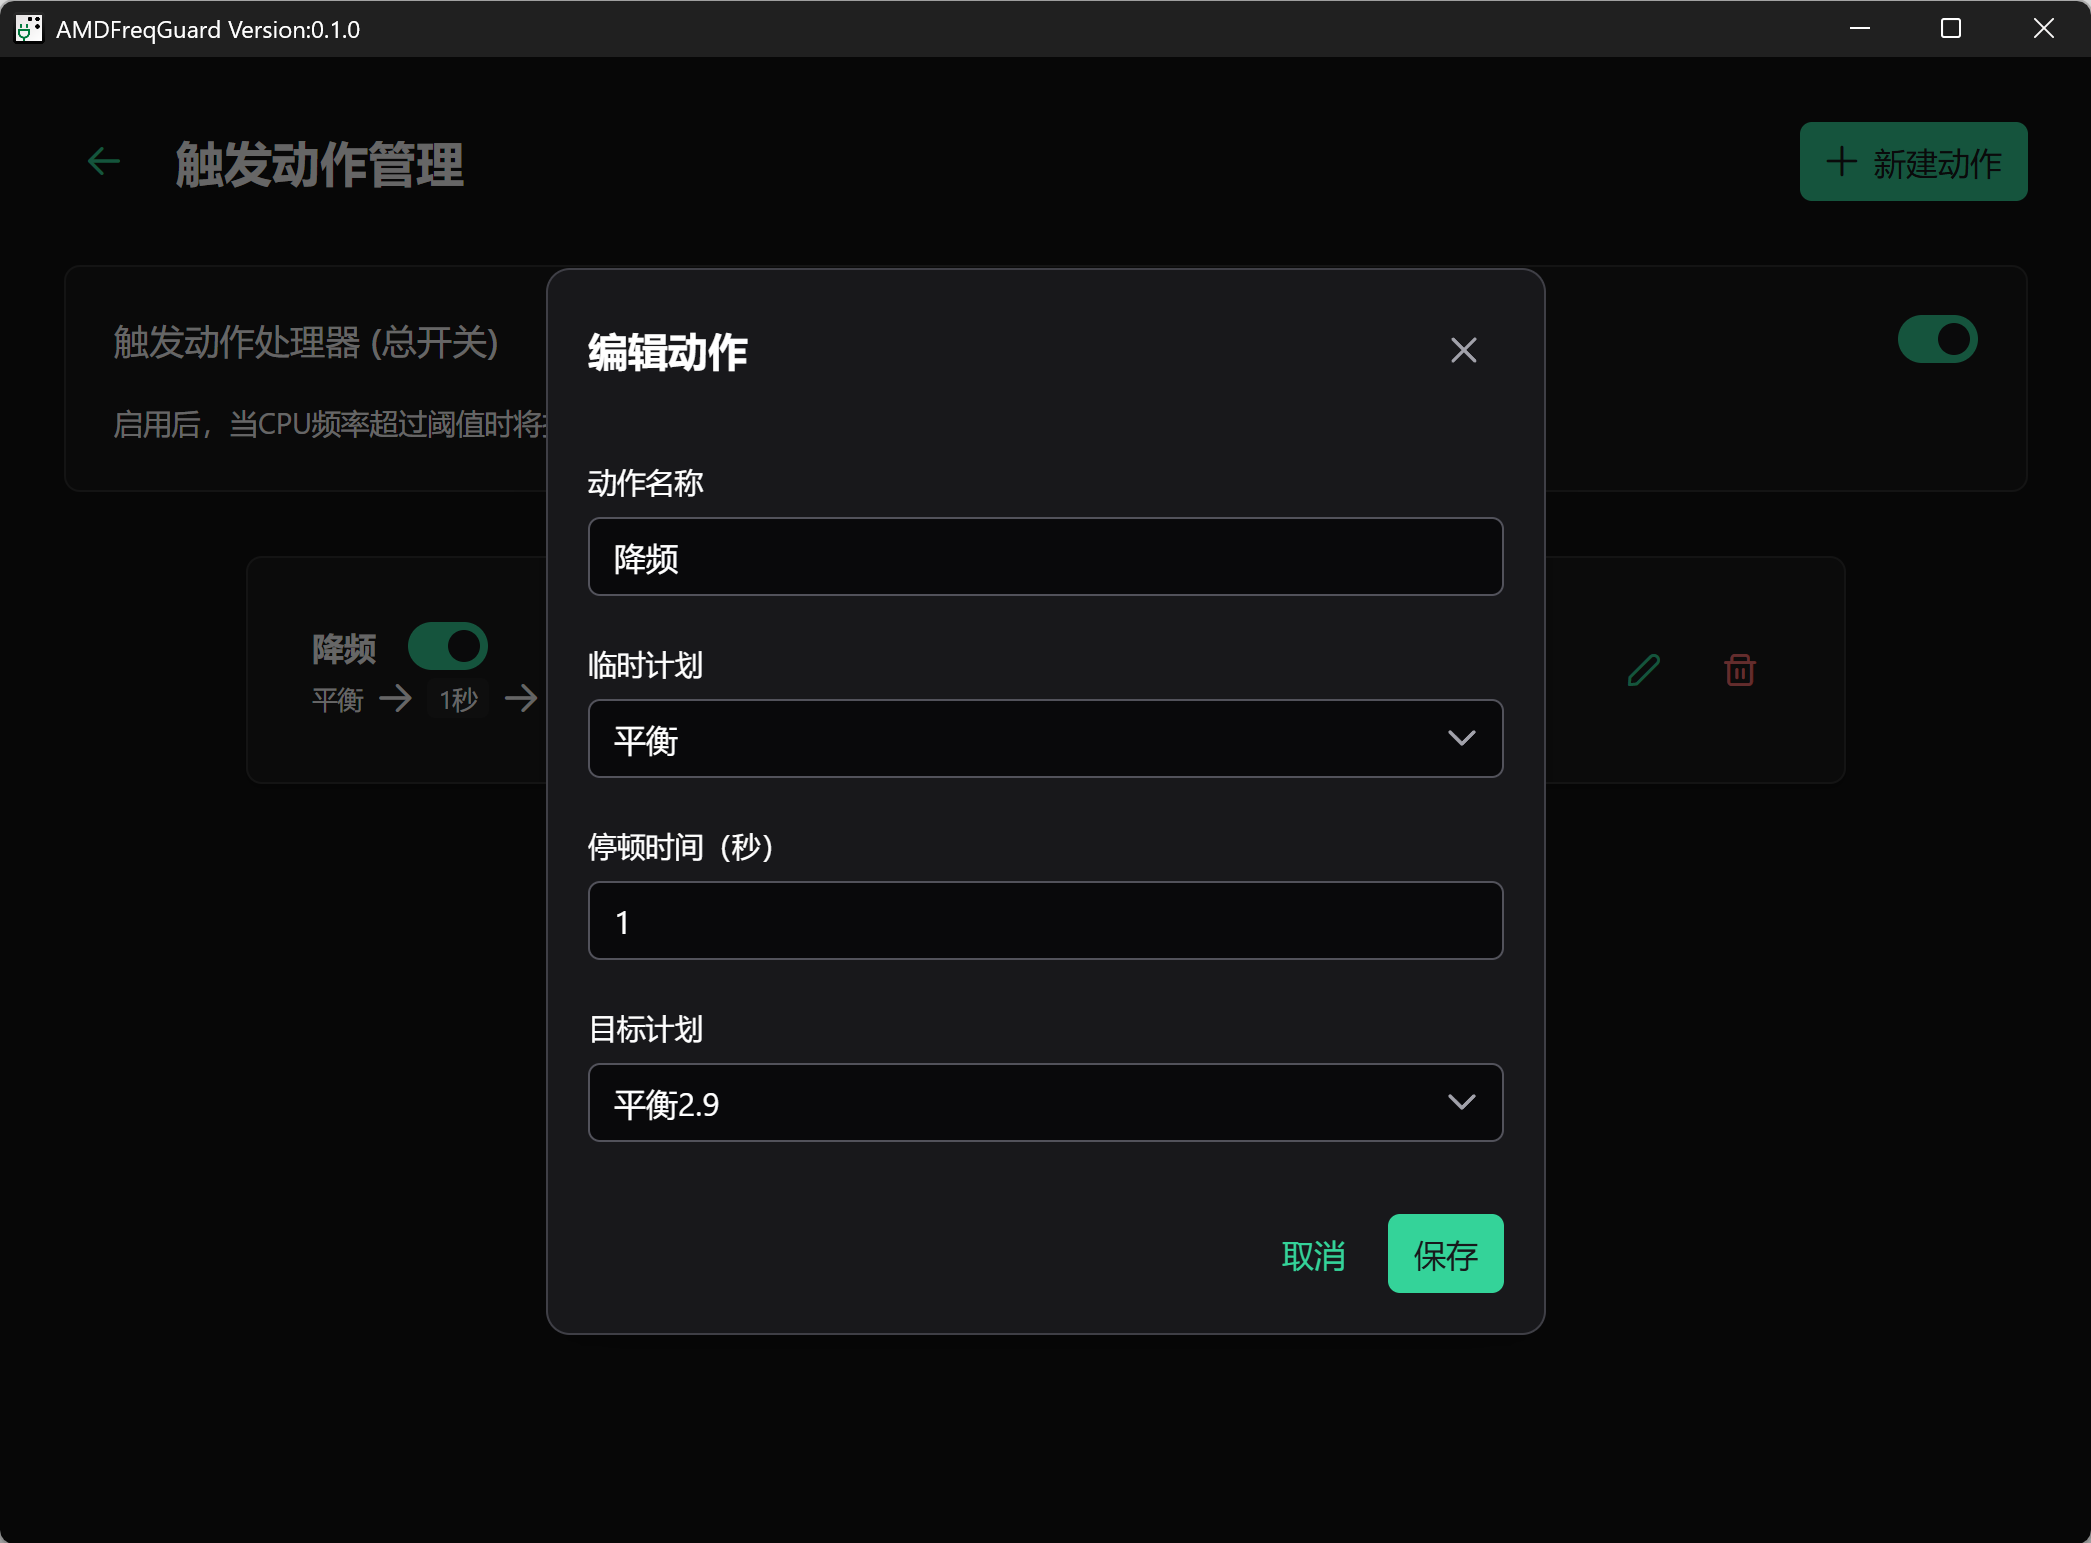 AMDFreqGuard Version:0.1.0
触发动作管理
新建动作
触发动作处理器 (总开关)
启用后，当CPU频率超过阈值时将
降频
平衡 → 1秒 →
编辑动作
动作名称
降频
临时计划
平衡
停顿时间（秒）
1
目标计划
平衡2.9
取消
保存